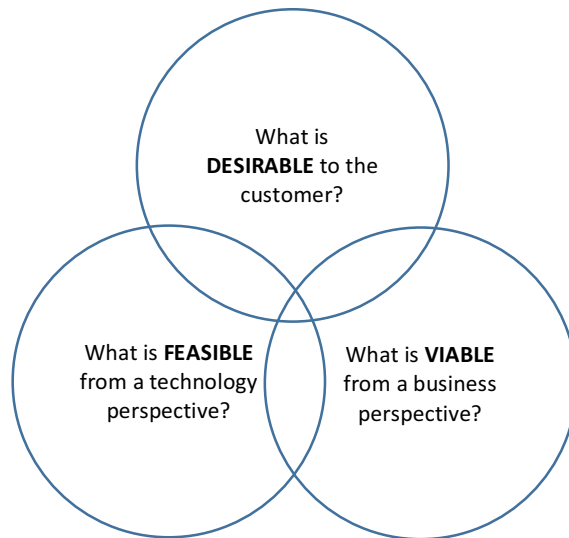 What is
DESIRABLE to the
customer?
What is FEASIBLE
from a technology
perspective?
What is VIABLE
from a business
perspective?